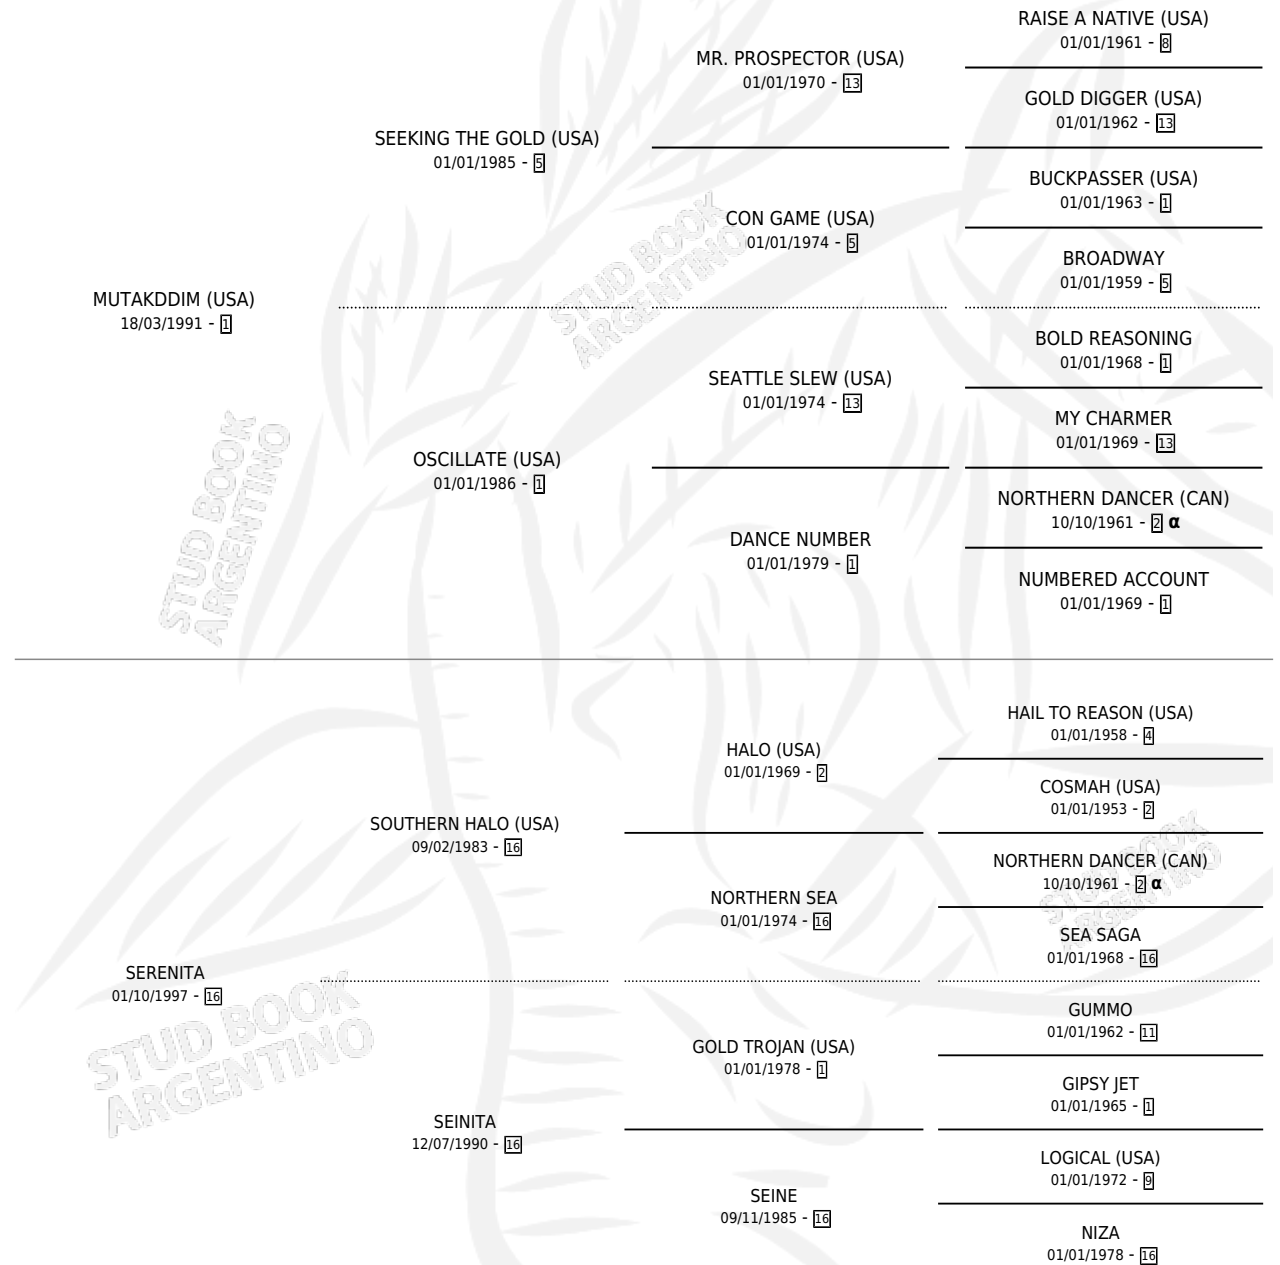 RAISE A NATIVE (USA)
01/01/1961 - 8
MR. PROSPECTOR (USA)
01/01/1970 - 13
GOLD DIGGER (USA)
01/01/1962 - 13
SEEKING THE GOLD (USA)
01/01/1985 - 5
BUCKPASSER (USA)
01/01/1963 - 1
CON GAME (USA)
01/01/1974 - 5
BROADWAY
01/01/1959 - 5
MUTAKDDIM (USA)
18/03/1991 - 1
BOLD REASONING
01/01/1968 - 1
SEATTLE SLEW (USA)
01/01/1974 - 13
MY CHARMER
01/01/1969 - 13
OSCILLATE (USA)
01/01/1986 - 1
NORTHERN DANCER (CAN)
10/10/1961 - 2 α
DANCE NUMBER
01/01/1979 - 1
NUMBERED ACCOUNT
01/01/1969 - 1
HAIL TO REASON (USA)
01/01/1958 - 4
HALO (USA)
01/01/1969 - 2
COSMAH (USA)
01/01/1953 - 2
SOUTHERN HALO (USA)
09/02/1983 - 16
NORTHERN DANCER (CAN)
10/10/1961 - 2 α
NORTHERN SEA
01/01/1974 - 16
SEA SAGA
01/01/1968 - 16
SERENITA
01/10/1997 - 16
GUMMO
01/01/1962 - 11
GOLD TROJAN (USA)
01/01/1978 - 1
GIPSY JET
01/01/1965 - 1
SEINITA
12/07/1990 - 16
LOGICAL (USA)
01/01/1972 - 9
SEINE
09/11/1985 - 16
NIZA
01/01/1978 - 16
STUD BOOK
ARGENTINO
STUD BOOK
ARGENTINO
STUD BOOK
ARGENTINO
STUD BOOK
ARGENTINO